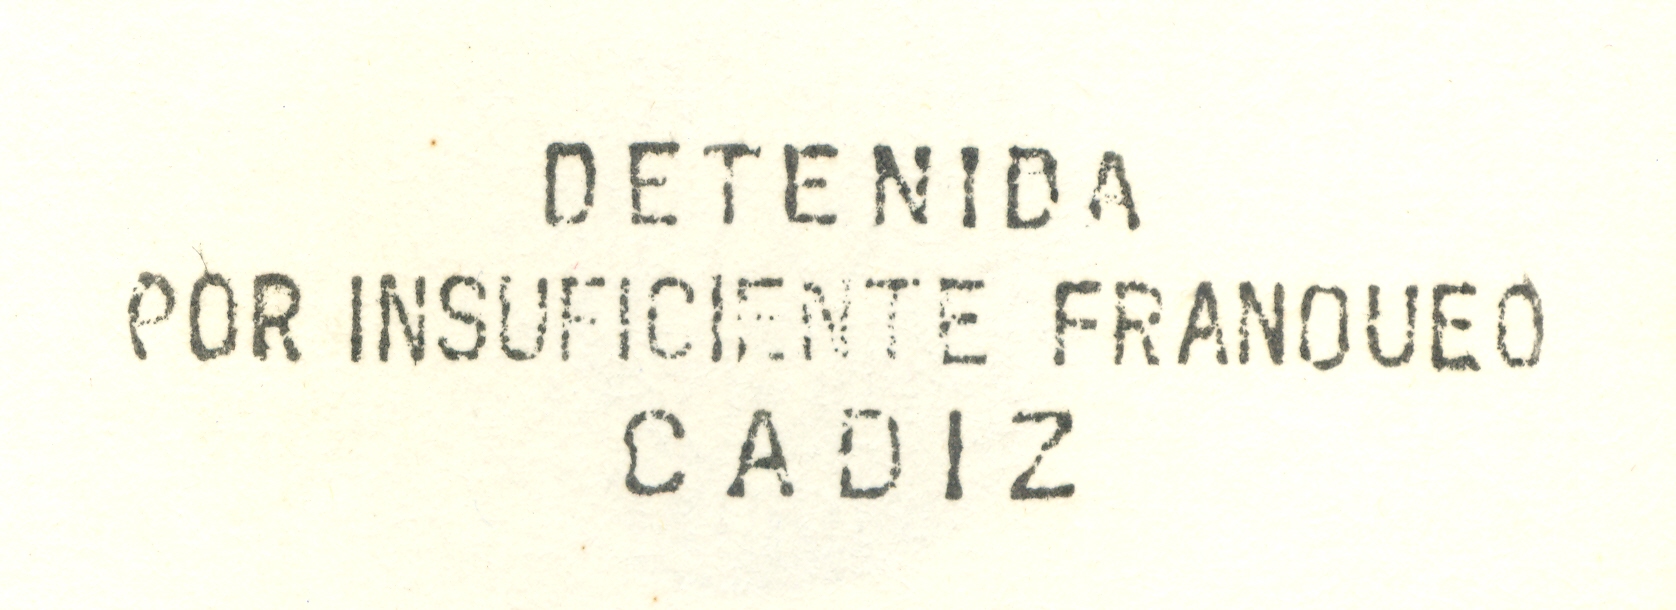 DETENIDA
POR INSUFICIENTE FRANQUEO
CADIZ